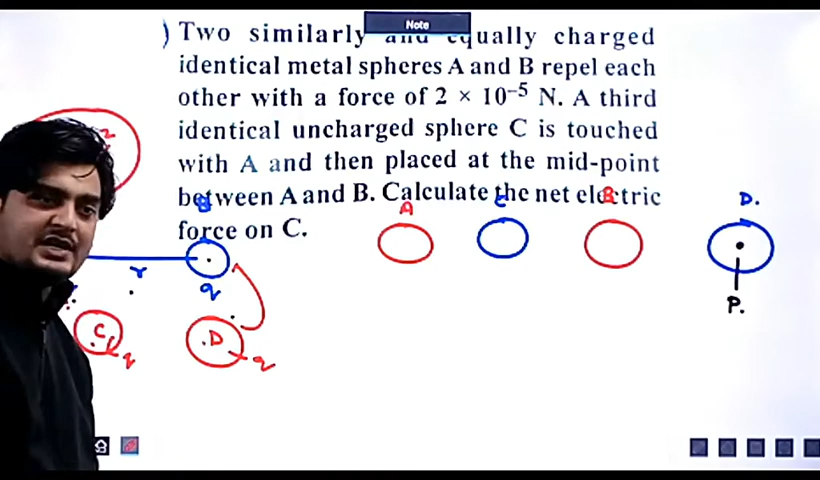 Note
) Two similarly and equally charged
identical metal spheres A and B repel each
other with a force of 2 × 10⁻⁵ N. A third
identical uncharged sphere C is touched
with A and then placed at the mid-point
between A and B. Calculate the net electric
force on C.
A
C
B
D.
P.
r
q
C
q
D
q